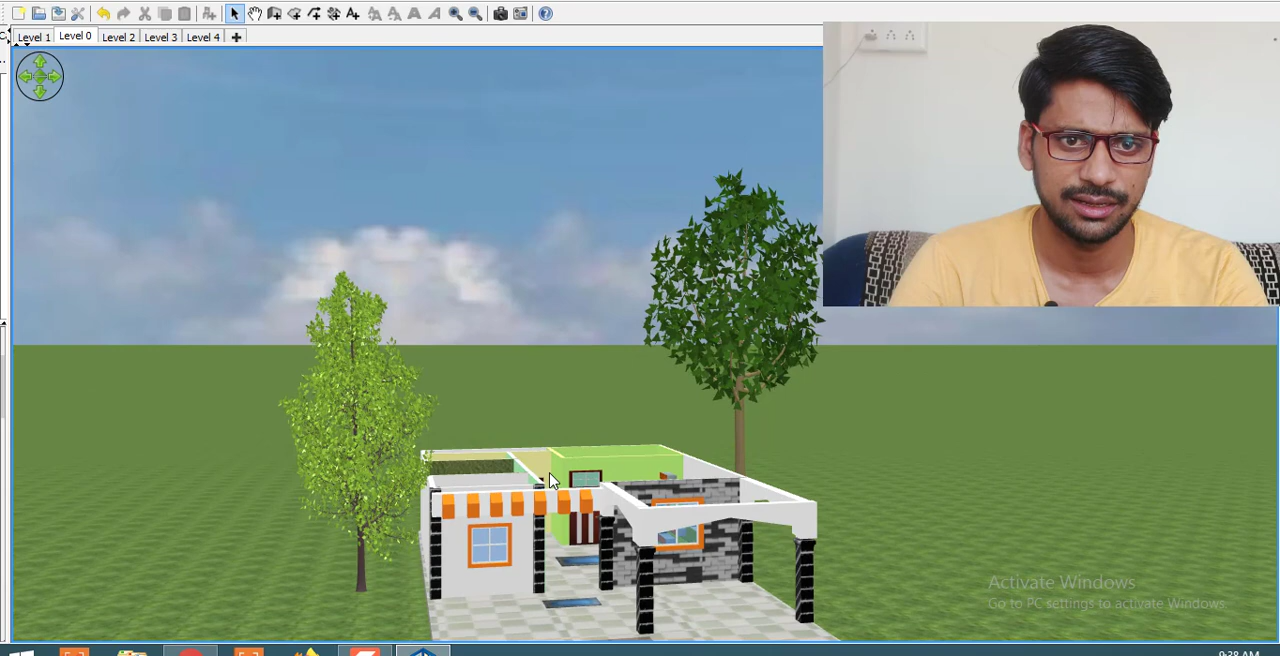 Level 1 Level 0 Level 2 Level 3 Level 4
Activate Windows
Go to PC settings to activate Windows.